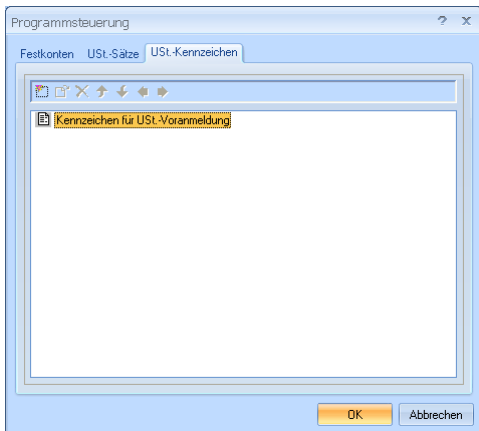 Programmsteuerung
Festkonten USt.-Sätze USt.-Kennzeichen
Kennzeichen für USt.-Voranmeldung
OK Abbrechen